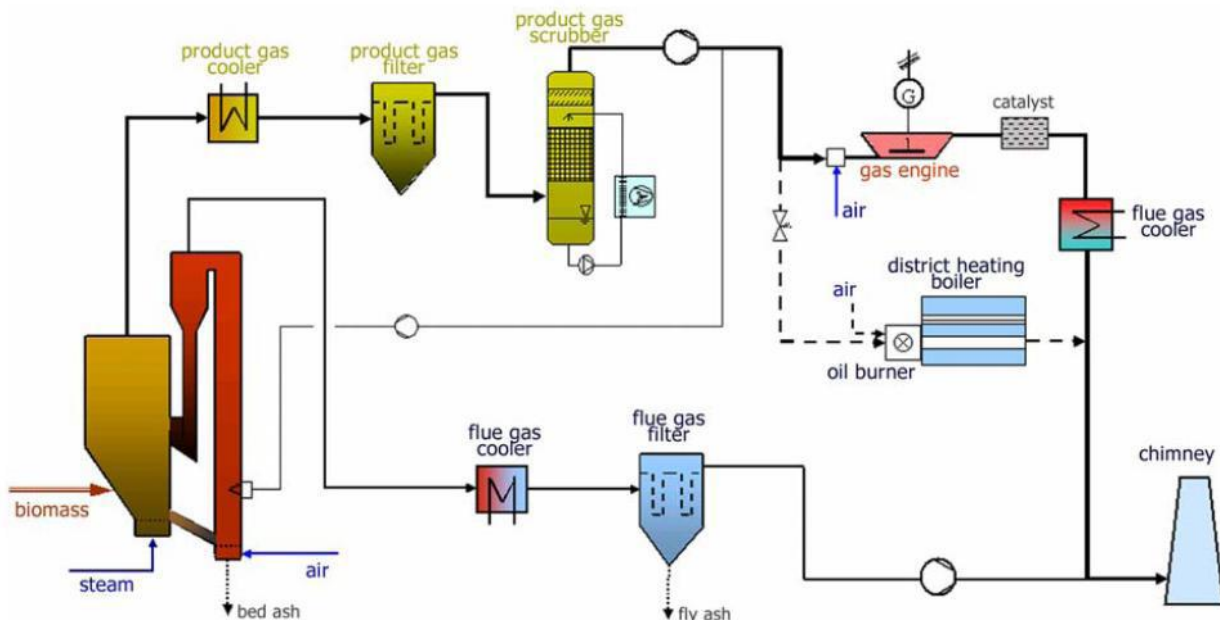 product gas
cooler
product gas
filter
product gas
scrubber
G
catalyst
gas engine
air
flue gas
cooler
district heating
boiler
air
oil burner
flue gas
cooler
flue gas
filter
chimney
biomass
steam
air
bed ash
fly ash